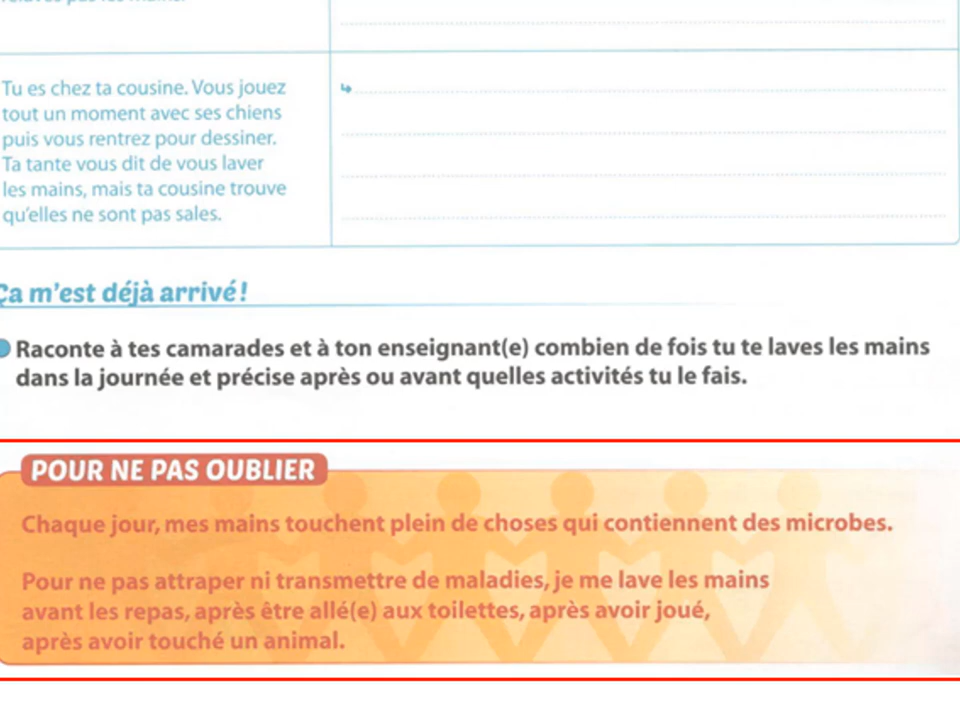 Tu es chez ta cousine. Vous jouez
tout un moment avec ses chiens
puis vous rentrez pour dessiner.
Ta tante vous dit de vous laver
les mains, mais ta cousine trouve
qu'elles ne sont pas sales.
Ça m'est déjà arrivé !
Raconte à tes camarades et à ton enseignant(e) combien de fois tu te laves les mains
dans la journée et précise après ou avant quelles activités tu le fais.
POUR NE PAS OUBLIER
Chaque jour, mes mains touchent plein de choses qui contiennent des microbes.
Pour ne pas attraper ni transmettre de maladies, je me lave les mains
avant les repas, après être allé(e) aux toilettes, après avoir joué,
après avoir touché un animal.